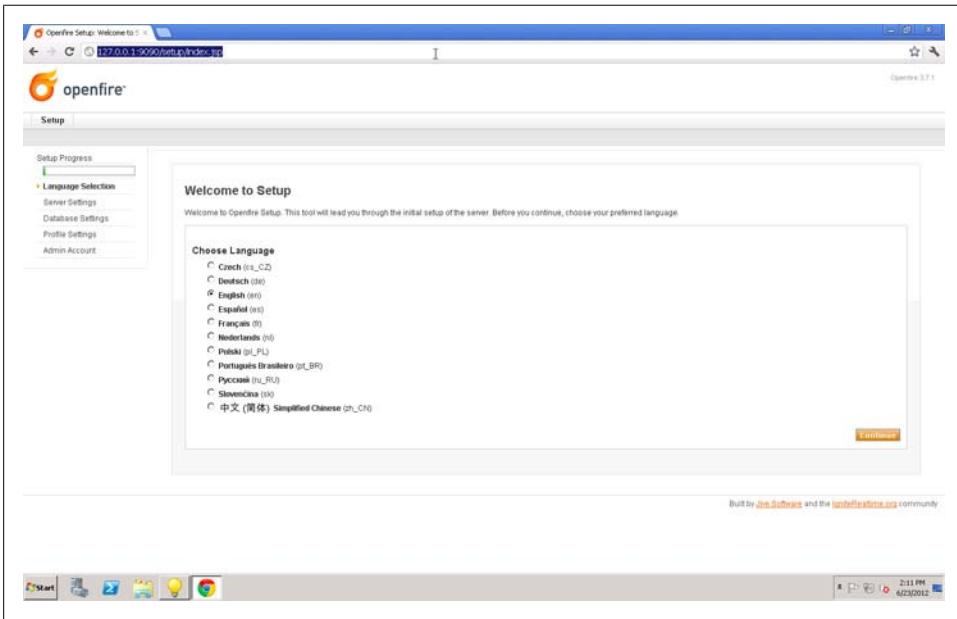 Openfire Setup: Welcome to S
127.0.0.1:9090/setup/index.jsp
openfire
Openfire 3.7.1
Setup
Setup Progress
Language Selection
Server Settings
Database Settings
Profile Settings
Admin Account
Welcome to Setup
Welcome to Openfire Setup. This tool will lead you through the initial setup of the server. Before you continue, choose your preferred language.
Choose Language
Czech (cs_CZ)
Deutsch (de)
English (en)
Español (es)
Français (fr)
Nederlands (nl)
Polski (pl_PL)
Português Brasileiro (pt_BR)
Русский (ru_RU)
Slovenčina (sk)
中文 (简体) Simplified Chinese (zh_CN)
Continue
Built by Jive Software and the IgniteRealtime.org community
Start
2:11 PM
6/23/2012